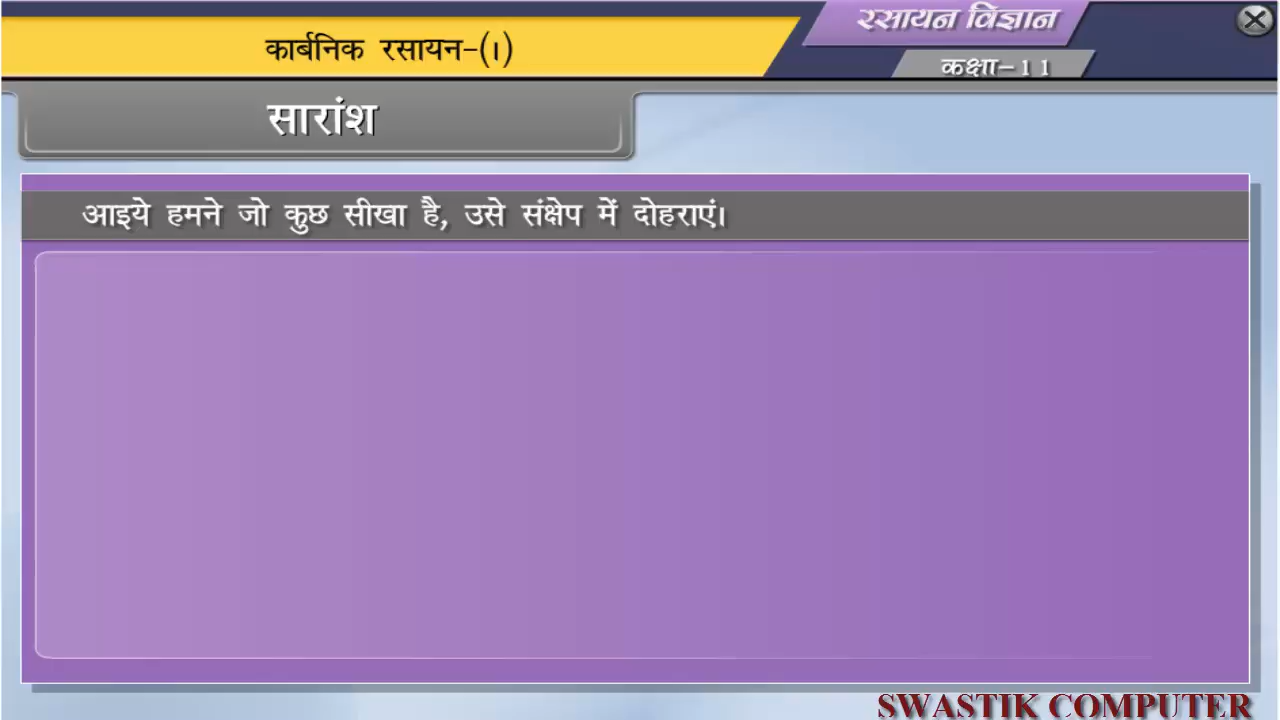 रसायन विज्ञान
कार्बनिक रसायन-(।)
कक्षा-11
सारांश
आइये हमने जो कुछ सीखा है, उसे संक्षेप में दोहराएं।
SWASTIK COMPUTER